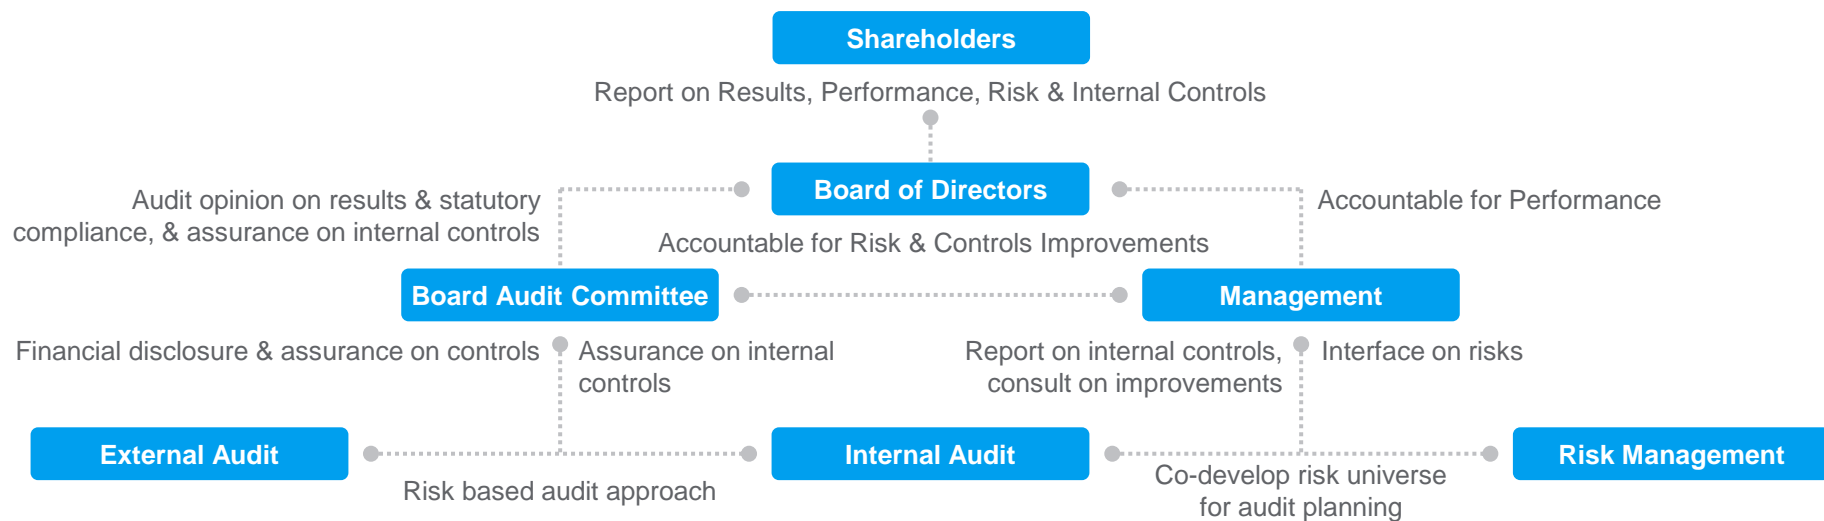 Shareholders
Report on Results, Performance, Risk & Internal Controls
Board of Directors
Audit opinion on results & statutory
compliance, & assurance on internal controls
Accountable for Performance
Accountable for Risk & Controls Improvements
Board Audit Committee
Management
Financial disclosure & assurance on controls
Assurance on internal
controls
Report on internal controls,
consult on improvements
Interface on risks
External Audit
Internal Audit
Risk Management
Risk based audit approach
Co-develop risk universe
for audit planning